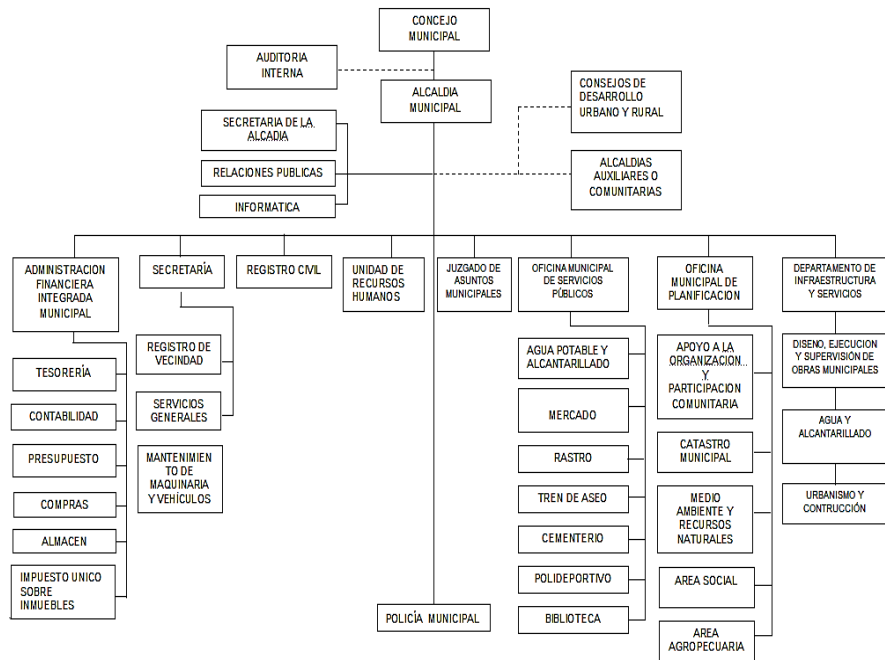 CONCEJO
MUNICIPAL
AUDITORIA
INTERNA
ALCALDIA
MUNICIPAL
CONSEJOS DE
DESARROLLO
URBANO Y RURAL
SECRETARIA DE LA
ALCADIA
RELACIONES PUBLICAS
INFORMATICA
ALCALDIAS
AUXILIARES O
COMUNITARIAS
ADMINISTRACION
FINANCIERA
INTEGRADA
MUNICIPAL
SECRETARÍA
REGISTRO CIVIL
UNIDAD DE
RECURSOS
HUMANOS
JUZGADO DE
ASUNTOS
MUNICIPALES
OFICINA MUNICIPAL
DE SERVICIOS
PÚBLICOS
OFICINA
MUNICIPAL DE
PLANIFICACION
DEPARTAMENTO DE
INFRAESTRUCTURA
Y SERVICIOS
TESORERÍA
CONTABILIDAD
PRESUPUESTO
COMPRAS
ALMACEN
IMPUESTO UNICO
SOBRE
INMUEBLES
REGISTRO DE
VECINDAD
SERVICIOS
GENERALES
MANTENIMIE
NTO DE
MAQUINARIA
Y VEHÍCULOS
POLICÍA MUNICIPAL
AGUA POTABLE Y
ALCANTARILLADO
MERCADO
RASTRO
TREN DE ASEO
CEMENTERIO
POLIDEPORTIVO
BIBLIOTECA
APOYO A LA
ORGANIZACION
Y
PARTICIPACION
COMUNITARIA
CATASTRO
MUNICIPAL
MEDIO
AMBIENTE Y
RECURSOS
NATURALES
AREA SOCIAL
AREA
AGROPECUARIA
DISENO, EJECUCION
Y SUPERVISIÓN DE
OBRAS MUNICIPALES
AGUA Y
ALCANTARILLADO
URBANISMO Y
CONTRUCCIÓN